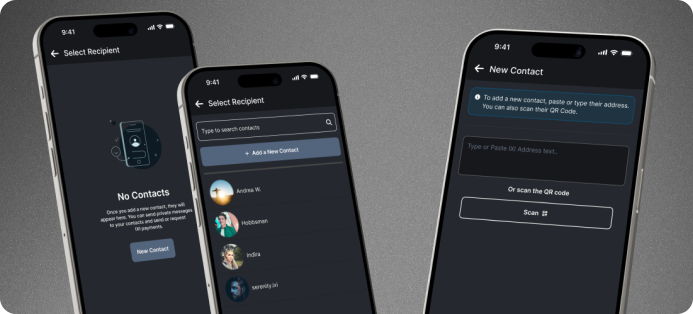 9:41
Select Recipient
No Contacts
Once you add a new contact, they will
appear here. You can send private messages
to your contacts and send or request
IXI payments.
New Contact
9:41
Select Recipient
Type to search contacts
+ Add a New Contact
Andrea W.
Hobbsman
Indira
serenity.ixi
9:41
New Contact
To add a new contact, paste or type their address.
You can also scan their QR Code.
Type or Paste IXI Address text..
Or scan the QR code
Scan